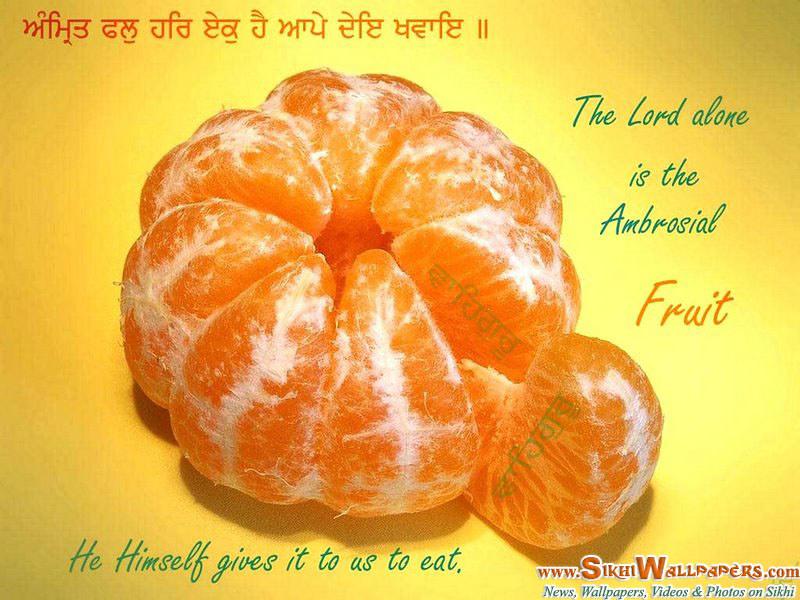 ਅੰਮ੍ਰਿਤ ਫਲੁ ਹਰਿ ਏਕੁ ਹੈ ਆਪੇ ਦੇਇ ਖਵਾਇ ॥
The Lord alone
is the
Ambrosial
Fruit
ਵਾਹਿਗੁਰੂ
ਵਾਹਿਗੁਰੂ
He Himself gives it to us to eat.
www.SikhiWallpapers.com
News, Wallpapers, Videos & Photos on Sikhi